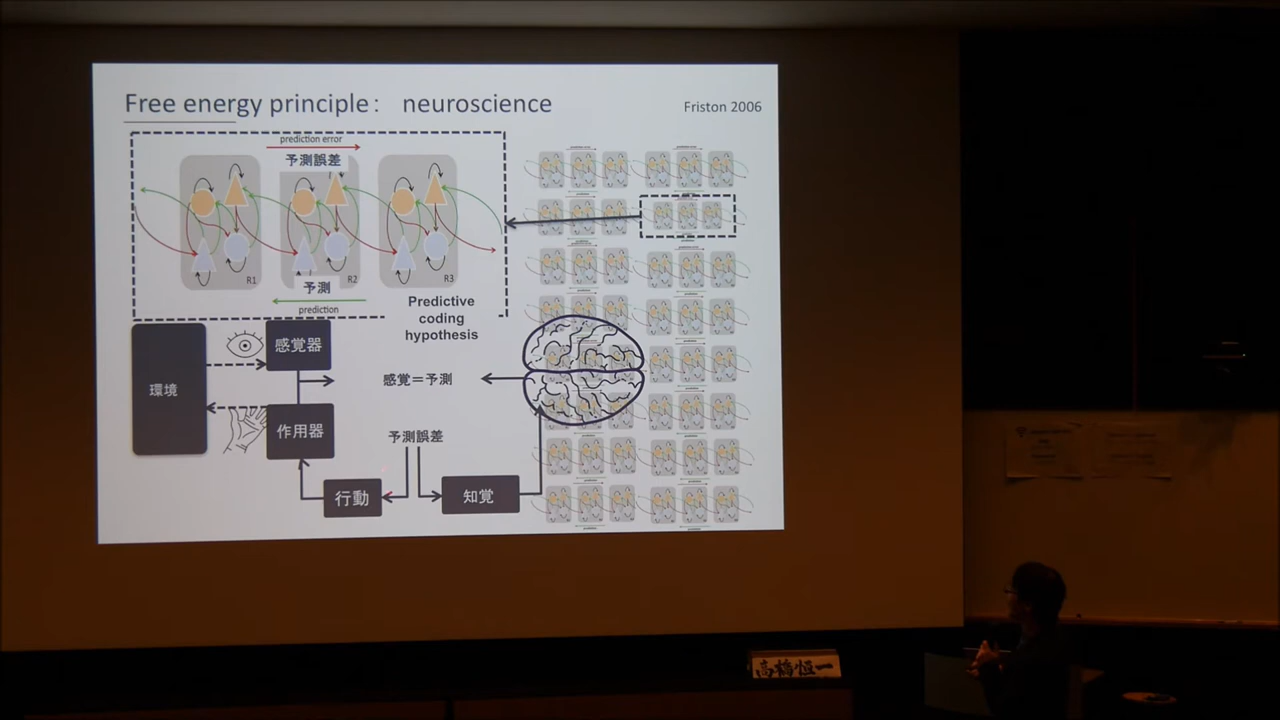 Free energy principle： neuroscience
Friston 2006
prediction error
予測誤差
R1
R2
R3
予測
prediction
Predictive
coding
hypothesis
環境
感覚器
感覚＝予測
作用器
予測誤差
行動
知覚
高橋恒一